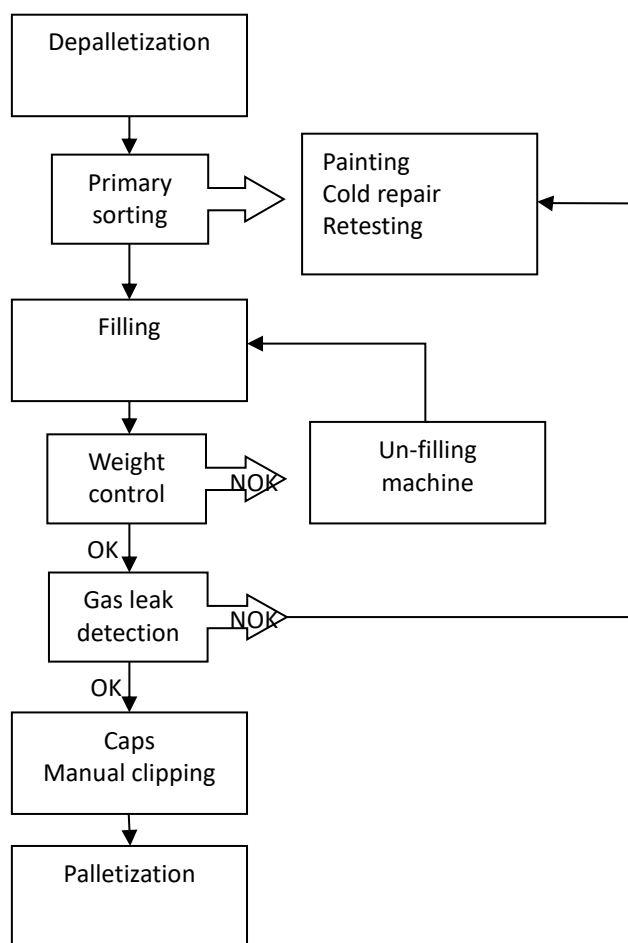 Depalletization
Primary
sorting
Painting
Cold repair
Retesting
Filling
Weight
control
NOK
Un-filling
machine
OK
Gas leak
detection
NOK
OK
Caps
Manual clipping
Palletization